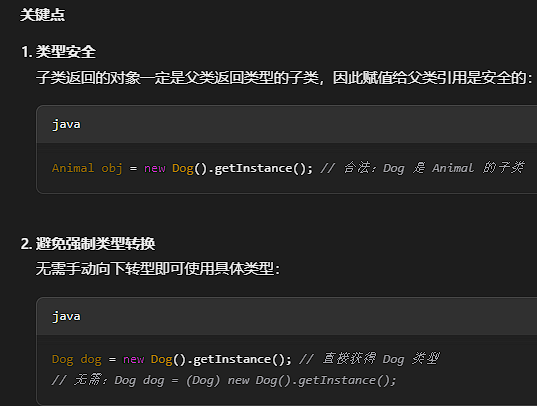 关键点
1. 类型安全
子类返回的对象一定是父类返回类型的子类，因此赋值给父类引用是安全的：
java
Animal obj = new Dog().getInstance(); // 合法：Dog 是 Animal 的子类
2. 避免强制类型转换
无需手动向下转型即可使用具体类型：
java
Dog dog = new Dog().getInstance(); // 直接获得 Dog 类型
// 无需：Dog dog = (Dog) new Dog().getInstance();